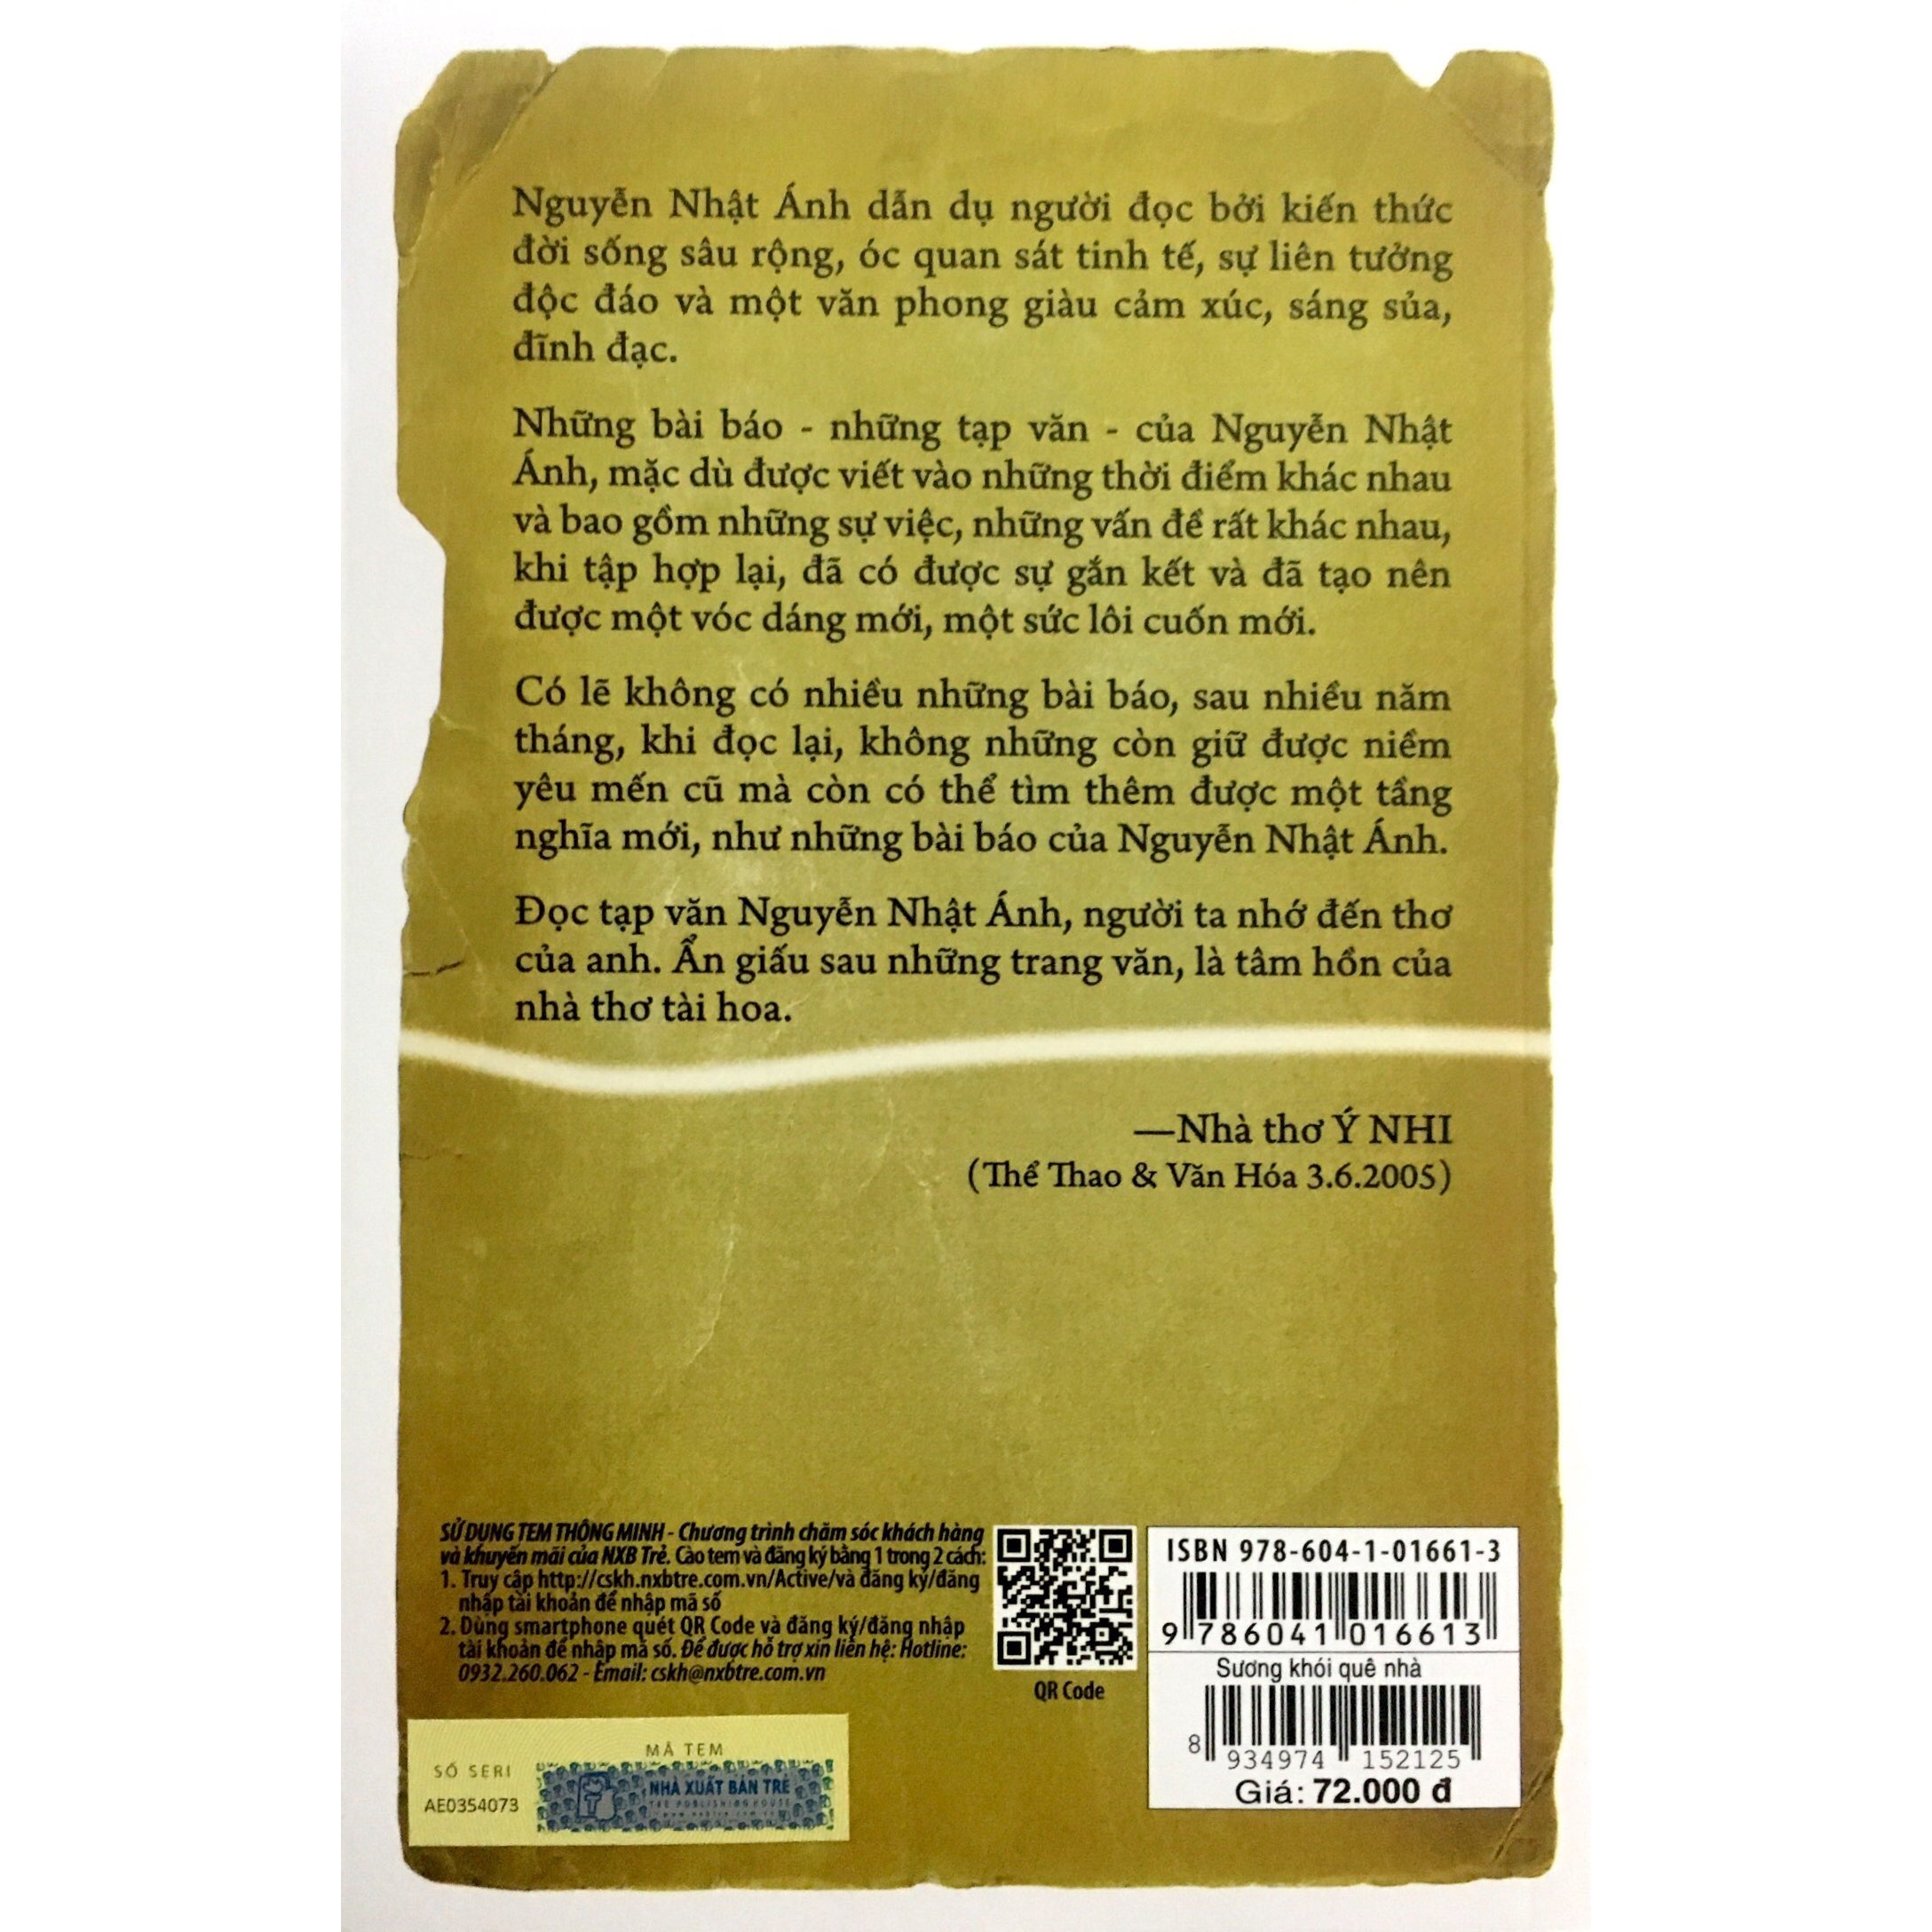 Nguyễn Nhật Ánh dẫn dụ người đọc bởi kiến thức
đời sống sâu rộng, óc quan sát tinh tế, sự liên tưởng
độc đáo và một văn phong giàu cảm xúc, sáng sủa,
đĩnh đạc.
Những bài báo - những tạp văn - của Nguyễn Nhật
Ánh, mặc dù được viết vào những thời điểm khác nhau
và bao gồm những sự việc, những vấn đề rất khác nhau,
khi tập hợp lại, đã có được sự gắn kết và đã tạo nên
được một vóc dáng mới, một sức lôi cuốn mới.
Có lẽ không có nhiều những bài báo, sau nhiều năm
tháng, khi đọc lại, không những còn giữ được niềm
yêu mến cũ mà còn có thể tìm thêm được một tầng
nghĩa mới, như những bài báo của Nguyễn Nhật Ánh.
Đọc tạp văn Nguyễn Nhật Ánh, người ta nhớ đến thơ
của anh. Ẩn giấu sau những trang văn, là tâm hồn của
nhà thơ tài hoa.
—Nhà thơ Ý NHI
(Thể Thao & Văn Hóa 3.6.2005)
SỬ DỤNG TEM THÔNG MINH - Chương trình chăm sóc khách hàng
và khuyến mãi của NXB Trẻ. Cào tem và đăng ký bằng 1 trong 2 cách:
1. Truy cập http://cskh.nxbtre.com.vn/Active/và đăng ký/đăng
nhập tài khoản để nhập mã số
2. Dùng smartphone quét QR Code và đăng ký/đăng nhập
tài khoản để nhập mã số. Để được hỗ trợ xin liên hệ: Hotline:
0932.260.062 - Email: cskh@nxbtre.com.vn
QR Code
ISBN 978-604-1-01661-3
9 786041 016613
Sương khói quê nhà
8 934974 152125
Giá: 72.000 đ
MÃ TEM
SỐ SERI
AE0354073
NHÀ XUẤT BẢN TRẺ
TRE PUBLISHING HOUSE